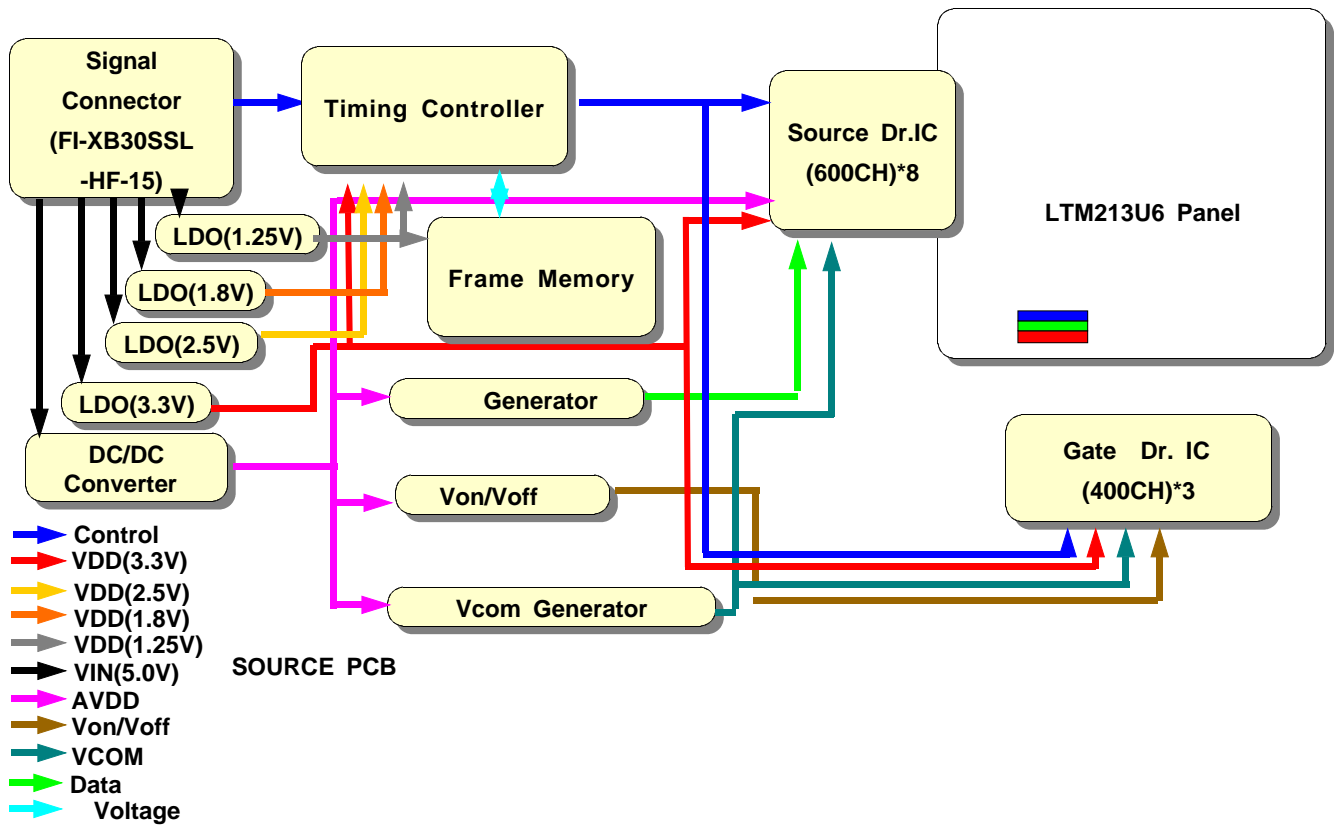 Signal
Connector
(FI-XB30SSL
-HF-15)
Timing Controller
Source Dr.IC
(600CH)*8
LTM213U6 Panel
LDO(1.25V)
Frame Memory
LDO(1.8V)
LDO(2.5V)
LDO(3.3V)
Generator
DC/DC
Converter
Von/Voff
Gate Dr. IC
(400CH)*3
Vcom Generator
Control
VDD(3.3V)
VDD(2.5V)
VDD(1.8V)
VDD(1.25V)
VIN(5.0V)
SOURCE PCB
AVDD
Von/Voff
VCOM
Data
Voltage